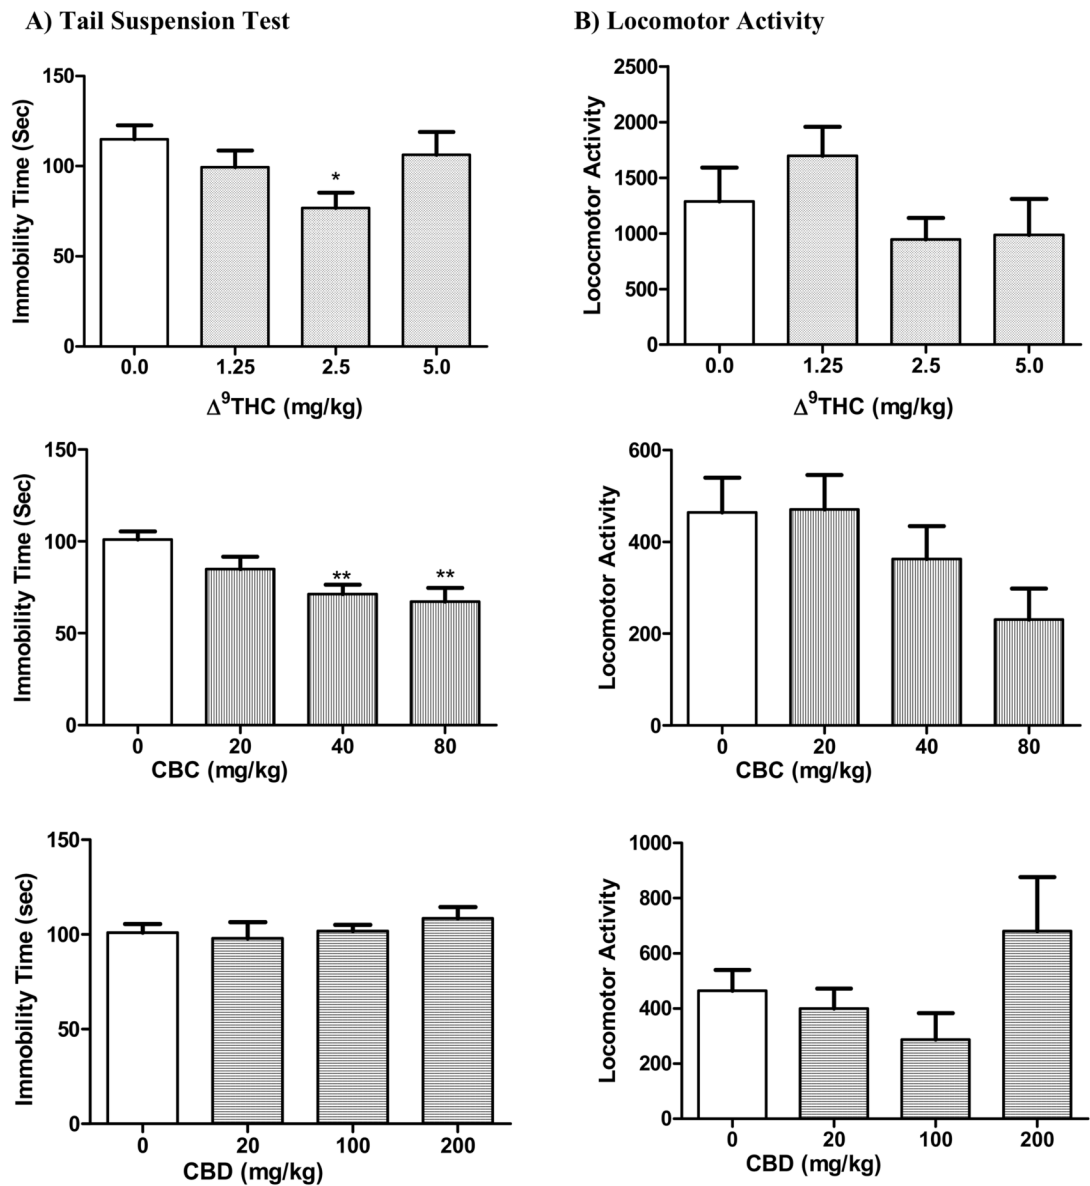 A) Tail Suspension Test
B) Locomotor Activity
Immobility Time (Sec)
150
100
50
0
*
0.0 1.25 2.5 5.0
Δ⁹THC (mg/kg)
Lococmotor Activity
2500
2000
1500
1000
500
0
0.0 1.25 2.5 5.0
Δ⁹THC (mg/kg)
Immobility Time (Sec)
150
100
50
0
** **
0 20 40 80
CBC (mg/kg)
Locomotor Activity
600
400
200
0
0 20 40 80
CBC (mg/kg)
Immobility Time (sec)
150
100
50
0
0 20 100 200
CBD (mg/kg)
Locomotor Activity
1000
800
600
400
200
0
0 20 100 200
CBD (mg/kg)